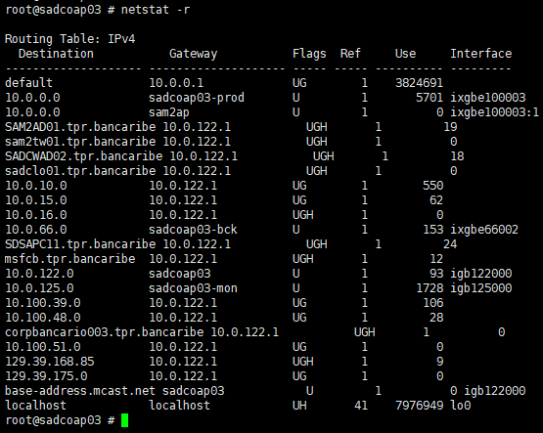 root@sadcoap03 # netstat -r
Routing Table: IPv4
  Destination           Gateway           Flags  Ref     Use     Interface
-------------------- -------------------- ----- ----- ---------- ---------
default              10.0.0.1             UG        1    3824691
10.0.0.0             sadcoap03-prod       U         1       5701 ixgbe100003
10.0.0.0             sam2ap               U         1          0 ixgbe100003:1
SAM2AD01.tpr.bancaribe 10.0.122.1           UGH       1         19
sam2tw01.tpr.bancaribe 10.0.122.1           UGH       1          0
SADCWAD02.tpr.bancaribe 10.0.122.1           UGH       1         18
sadclo01.tpr.bancaribe 10.0.122.1           UGH       1          0
10.0.10.0            10.0.122.1           UG        1        550
10.0.15.0            10.0.122.1           UG        1         62
10.0.16.0            10.0.122.1           UGH       1          0
10.0.66.0            sadcoap03-bck        U         1        153 ixgbe66002
SDSAPC11.tpr.bancaribe 10.0.122.1           UGH       1         24
msfcb.tpr.bancaribe  10.0.122.1           UGH       1         12
10.0.122.0           sadcoap03            U         1         93 igb122000
10.0.125.0           sadcoap03-mon        U         1       1728 igb125000
10.100.39.0          10.0.122.1           UG        1        106
10.100.48.0          10.0.122.1           UG        1         28
corpbancario003.tpr.bancaribe 10.0.122.1           UGH       1          0
10.100.51.0          10.0.122.1           UG        1          0
129.39.168.85        10.0.122.1           UGH       1          9
129.39.175.0         10.0.122.1           UG        1          0
base-address.mcast.net sadcoap03            U         1          0 igb122000
localhost            localhost            UH       41    7976949 lo0
root@sadcoap03 #